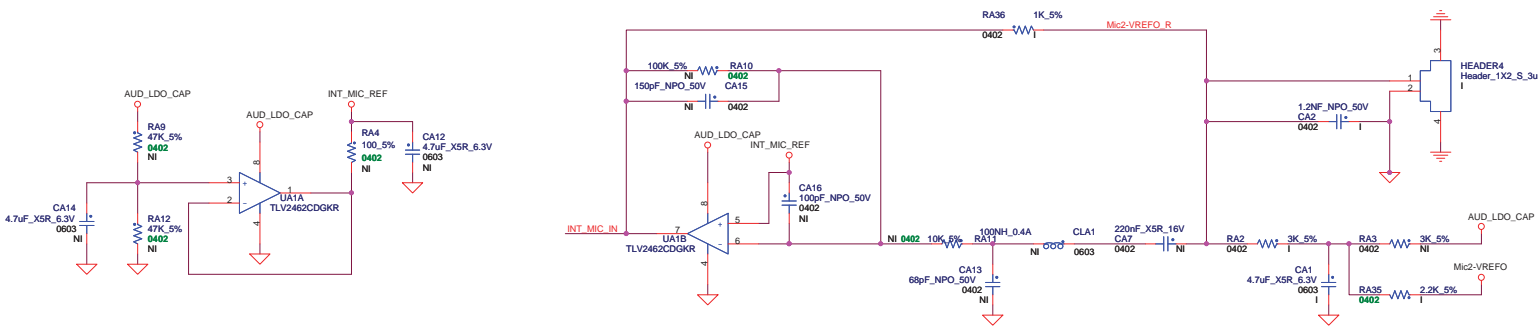 AUD_LDO_CAP
RA9
47K_5%
0402
NI
CA14
4.7uF_X5R_6.3V
0603
NI
RA12
47K_5%
0402
NI
AUD_LDO_CAP
8
3
+
2
-
1
4
UA1A
TLV2462CDGKR
INT_MIC_REF
RA4
100_5%
0402
NI
CA12
4.7uF_X5R_6.3V
0603
NI
RA36
1K_5%
0402
I
Mic2-VREFO_R
100K_5%
RA10
NI
0402
150pF_NPO_50V
CA15
NI
0402
AUD_LDO_CAP
INT_MIC_REF
CA16
100pF_NPO_50V
0402
NI
INT_MIC_IN
8
7
5
+
6
-
4
UA1B
TLV2462CDGKR
NI 0402
10K_5%
RA11
100NH_0.4A
NI
CLA1
0603
CA13
68pF_NPO_50V
0402
NI
220nF_X5R_16V
CA7
0402
NI
RA2
3K_5%
0402
I
CA1
4.7uF_X5R_6.3V
0603
I
RA3
3K_5%
0402
NI
AUD_LDO_CAP
Mic2-VREFO
RA35
2.2K_5%
0402
I
1.2NF_NPO_50V
CA2
0402
I
3
1
2
4
HEADER4
Header_1X2_S_3u
I